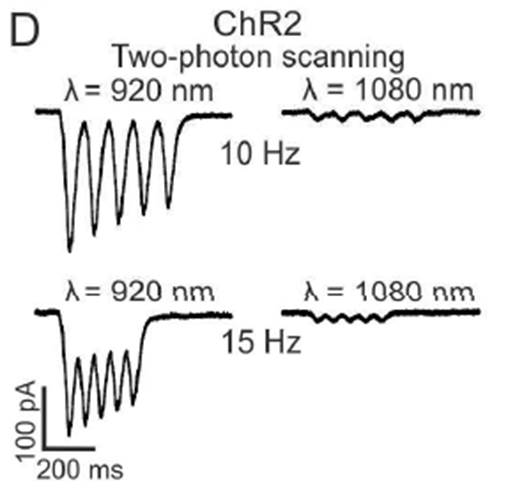 D
ChR2
Two-photon scanning
λ = 920 nm
λ = 1080 nm
10 Hz
λ = 920 nm
λ = 1080 nm
15 Hz
100 pA
200 ms